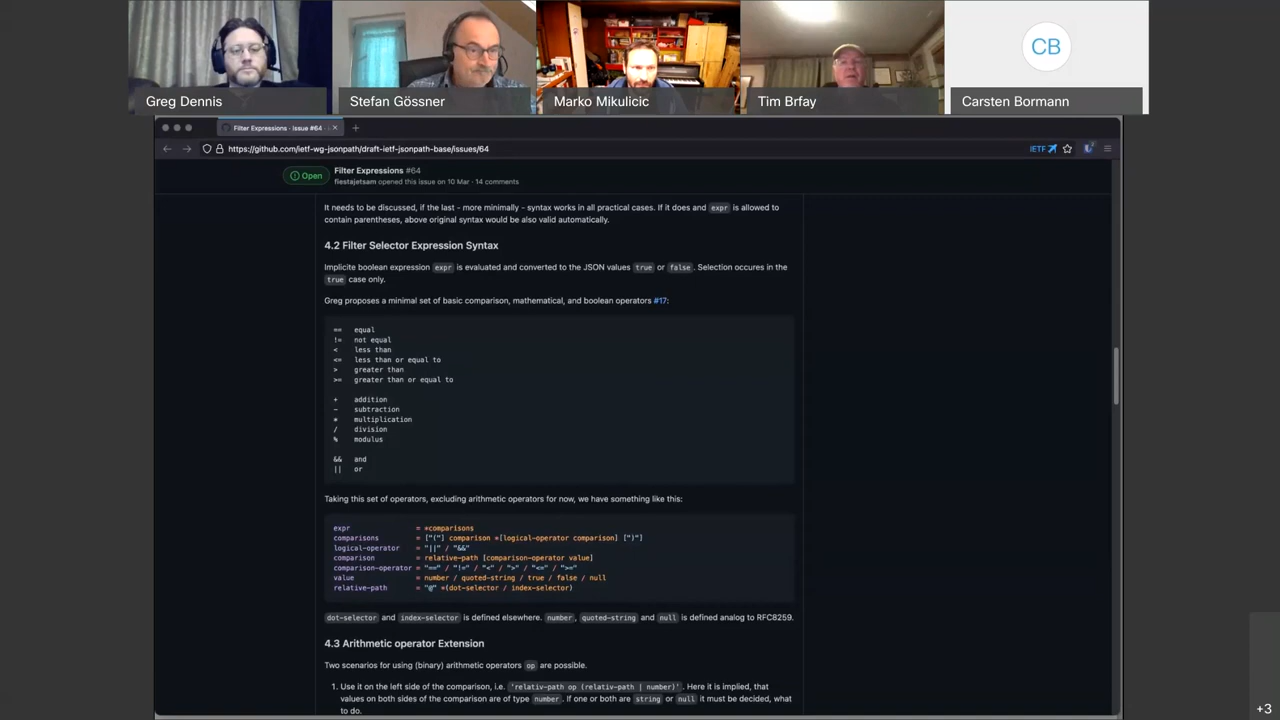 Greg Dennis
Stefan Gössner
Marko Mikulicic
Tim Brfay
CB
Carsten Bormann
Filter Expressions · Issue #64 ·
https://github.com/ietf-wg-jsonpath/draft-ietf-jsonpath-base/issues/64
IETF
Open
Filter Expressions #64
fiestajetsam opened this issue on 10 Mar · 14 comments
It needs to be discussed, if the last - more minimally - syntax works in all practical cases. If it does and expr is allowed to
contain parentheses, above original syntax would be also valid automatically.
4.2 Filter Selector Expression Syntax
Implicite boolean expression expr is evaluated and converted to the JSON values true or false. Selection occures in the
true case only.
Greg proposes a minimal set of basic comparison, mathematical, and boolean operators #17:
== equal
!= not equal
< less than
<= less than or equal to
> greater than
>= greater than or equal to
+ addition
- subtraction
* multiplication
/ division
% modulus
&& and
|| or
Taking this set of operators, excluding arithmetic operators for now, we have something like this:
expr = *comparisons
comparisons = ["("] comparison *[logical-operator comparison] [")"]
logical-operator = "||" / "&&"
comparison = relative-path [comparison-operator value]
comparison-operator = "==" / "!=" / "<" / ">" / "<=" / ">="
value = number / quoted-string / true / false / null
relative-path = "@" *(dot-selector / index-selector)
dot-selector and index-selector is defined elsewhere. number, quoted-string and null is defined analog to RFC8259.
4.3 Arithmetic operator Extension
Two scenarios for using (binary) arithmetic operators op are possible.
1. Use it on the left side of the comparison, i.e. 'relativ-path op (relativ-path | number)'. Here it is implied, that
values on both sides of the comparison are of type number. If one or both are string or null it must be decided, what
to do.
+3